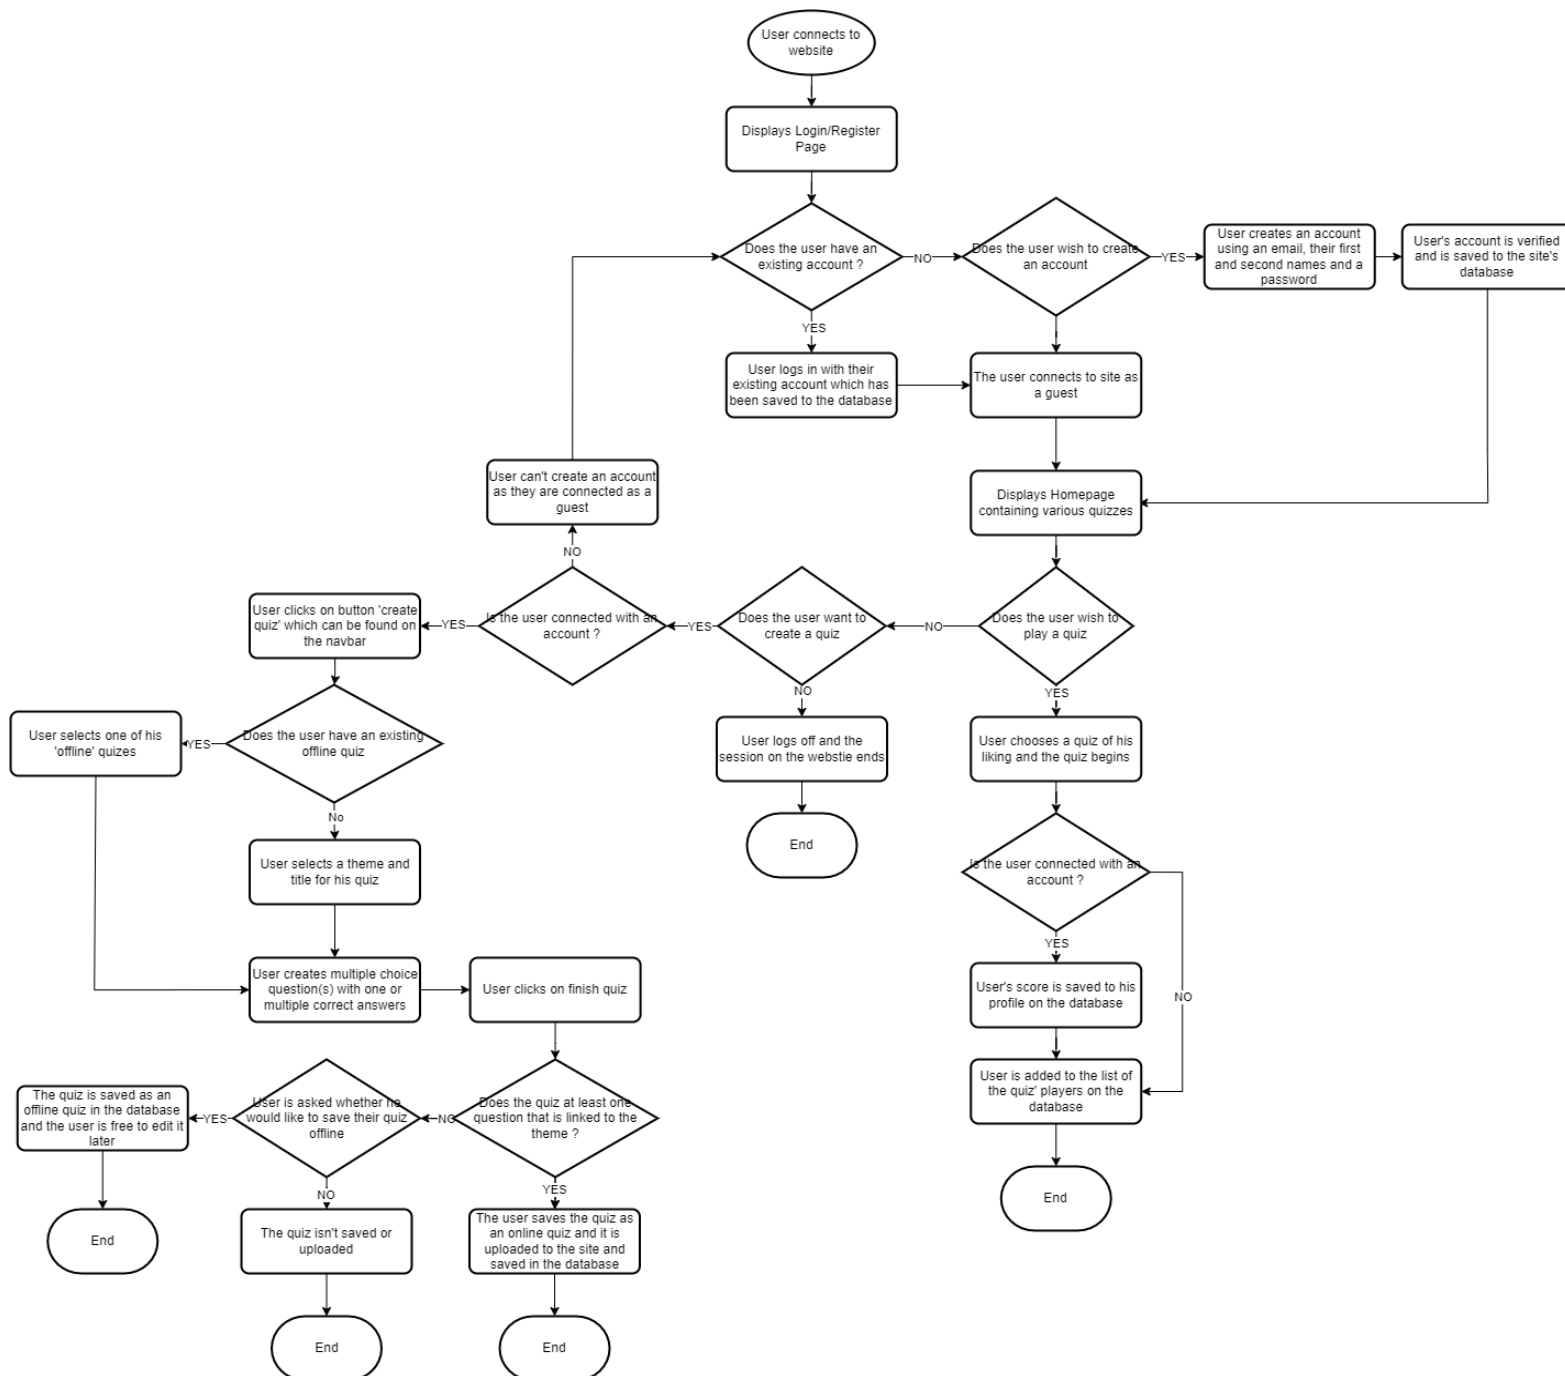 User connects to
website
Displays Login/Register
Page
Does the user have an
existing account ?
NO
Does the user wish to create
an account
YES
User creates an account
using an email, their first
and second names and a
password
User's account is verified
and is saved to the site's
database
YES
User logs in with their
existing account which has
been saved to the database
The user connects to site as
a guest
User can't create an account
as they are connected as a
guest
Displays Homepage
containing various quizzes
NO
User clicks on button 'create
quiz' which can be found on
the navbar
YES
Is the user connected with an
account ?
YES
Does the user want to
create a quiz
NO
Does the user wish to
play a quiz
NO
YES
User selects one of his
'offline' quizes
YES
Does the user have an existing
offline quiz
User logs off and the
session on the webstie ends
User chooses a quiz of his
liking and the quiz begins
No
End
User selects a theme and
title for his quiz
Is the user connected with an
account ?
YES
NO
User creates multiple choice
question(s) with one or
multiple correct answers
User clicks on finish quiz
User's score is saved to his
profile on the database
The quiz is saved as an
offline quiz in the database
and the user is free to edit it
later
YES
User is asked whether he
would like to save their quiz
offline
NO
Does the quiz at least one
question that is linked to the
theme ?
User is added to the list of
the quiz' players on the
database
NO
YES
End
End
The quiz isn't saved or
uploaded
The user saves the quiz as
an online quiz and it is
uploaded to the site and
saved in the database
End
End